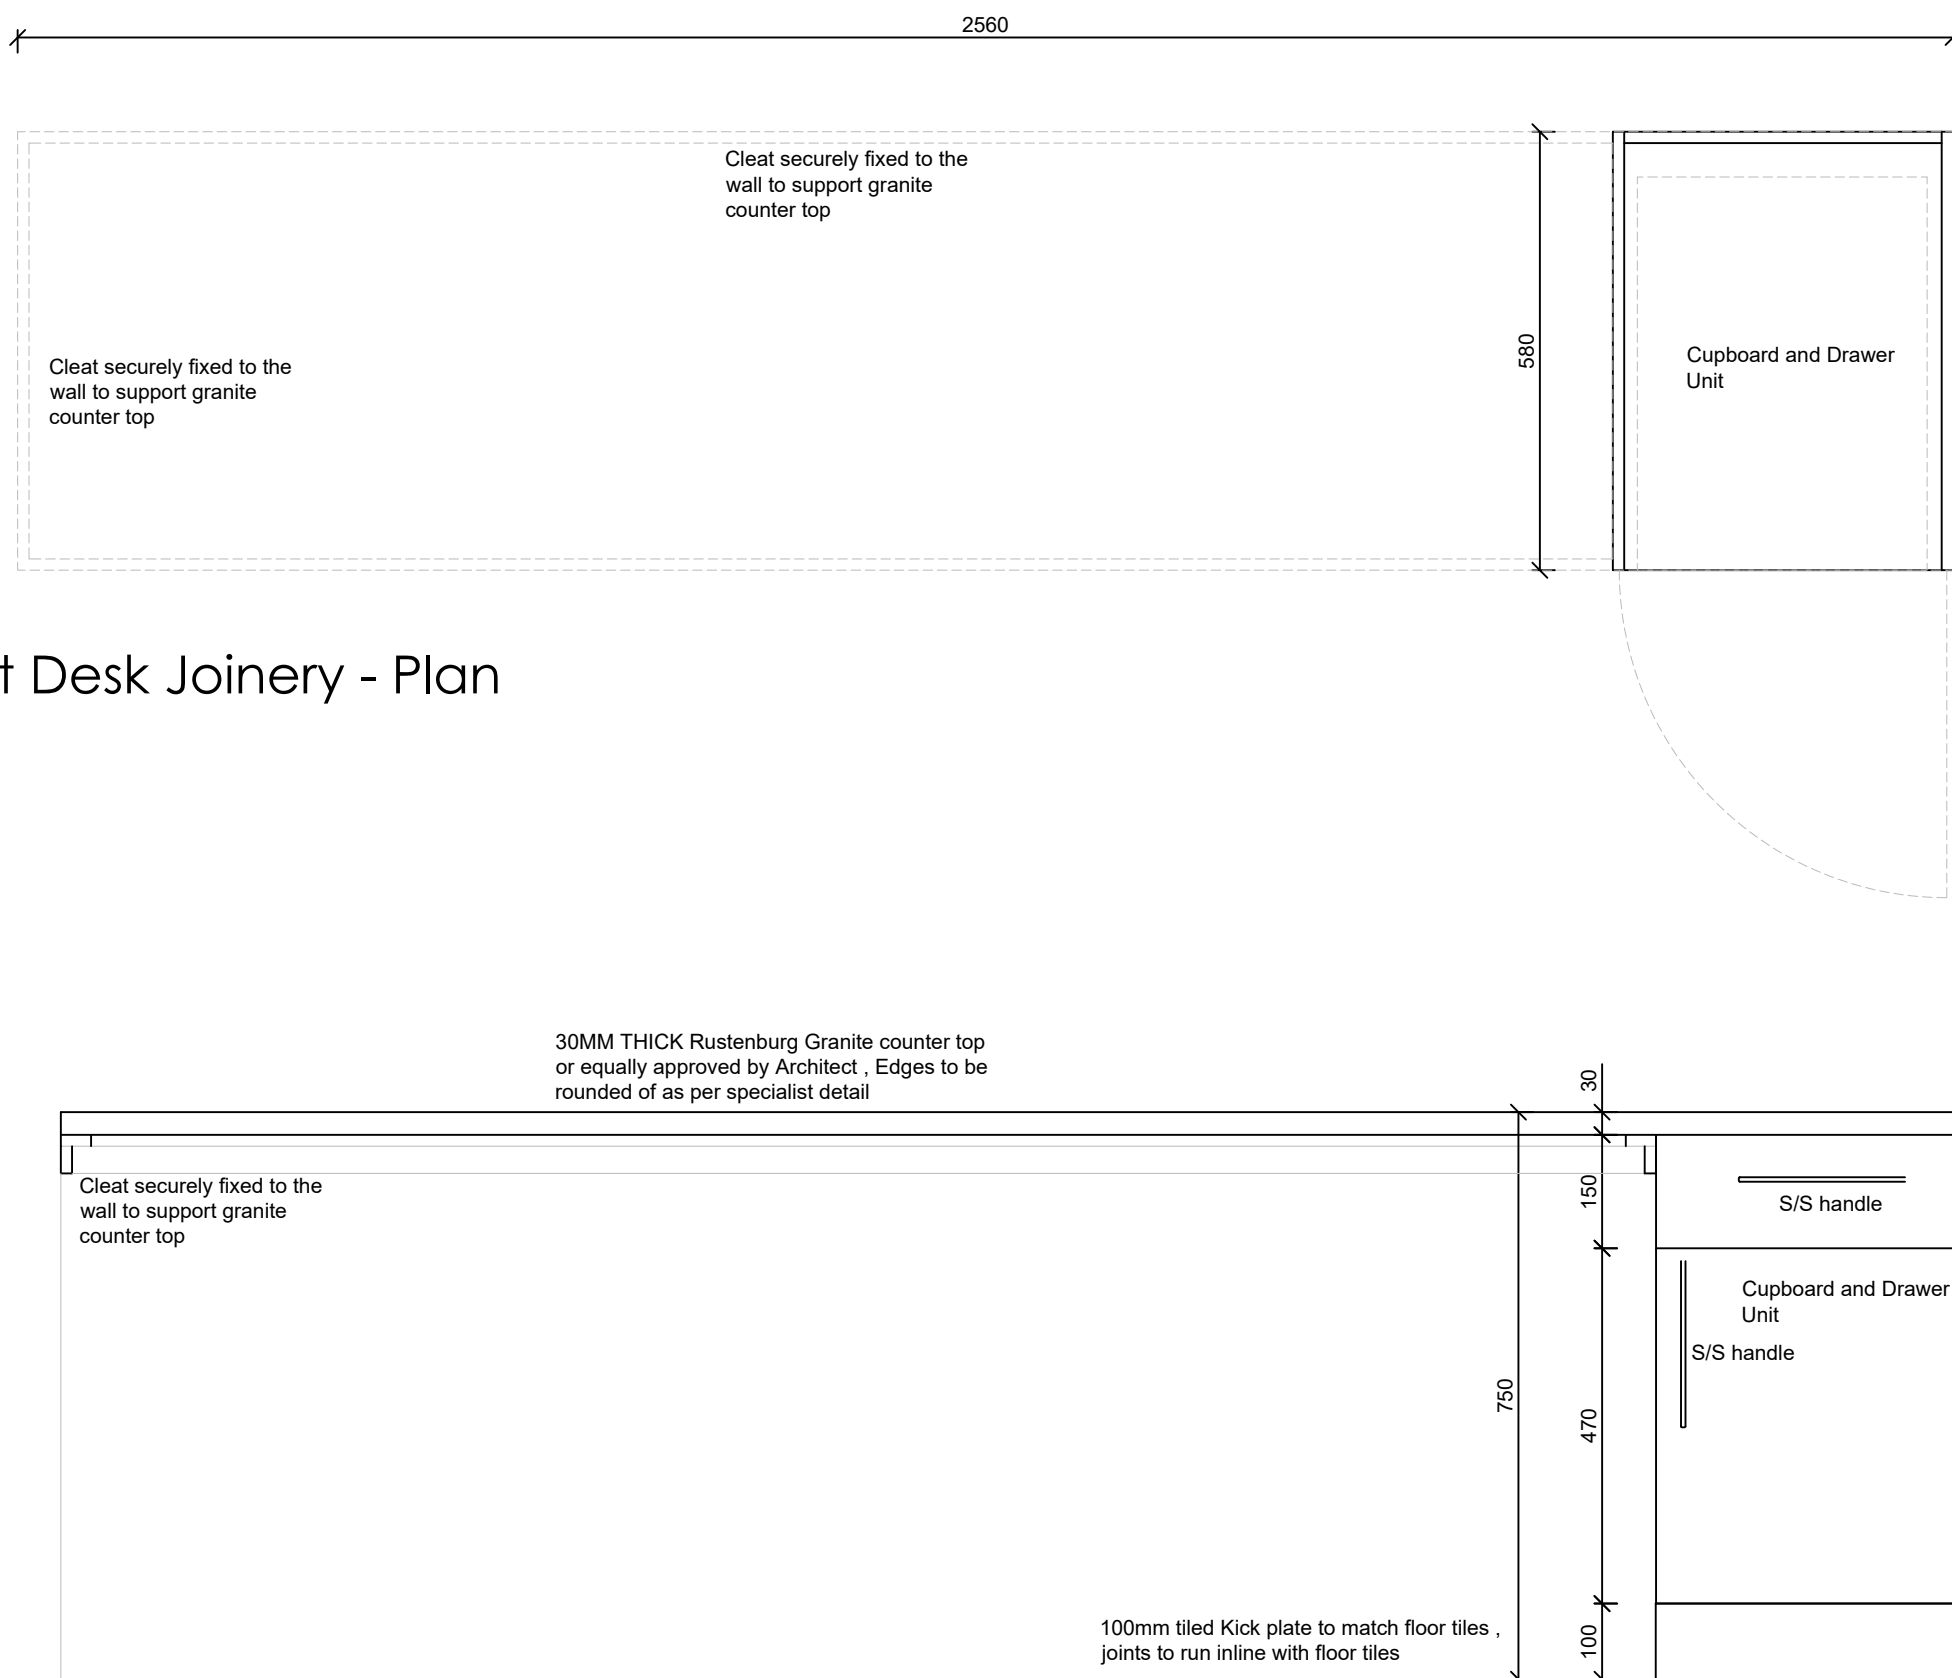 2560
Cleat securely fixed to the
wall to support granite
counter top
Cleat securely fixed to the
wall to support granite
counter top
580
Cupboard and Drawer
Unit
t Desk Joinery - Plan
30MM THICK Rustenburg Granite counter top
or equally approved by Architect , Edges to be
rounded of as per specialist detail
30
Cleat securely fixed to the
wall to support granite
counter top
150
S/S handle
Cupboard and Drawer
Unit
S/S handle
750
470
100mm tiled Kick plate to match floor tiles ,
joints to run inline with floor tiles
100